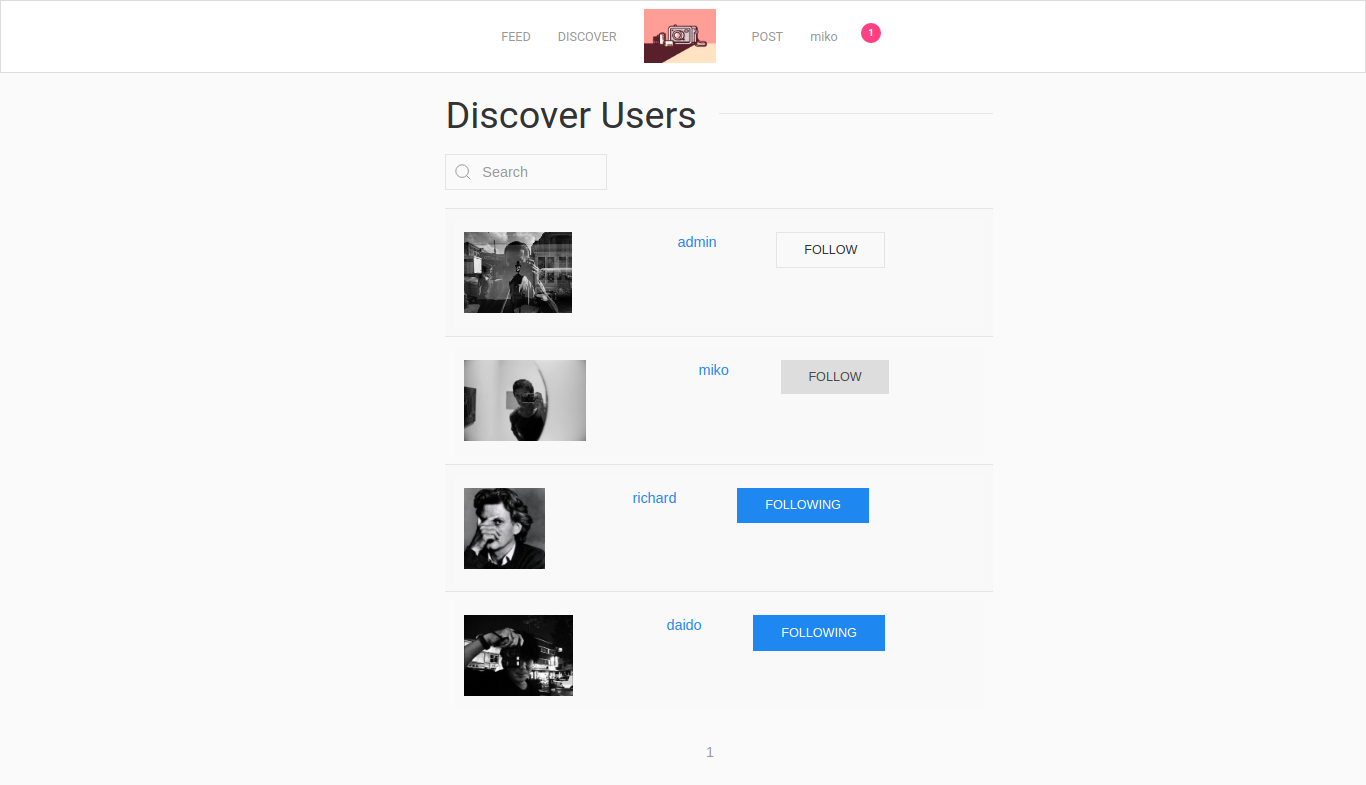 FEED DISCOVER POST miko 1
Discover Users
Search
admin FOLLOW
miko FOLLOW
richard FOLLOWING
daido FOLLOWING
1